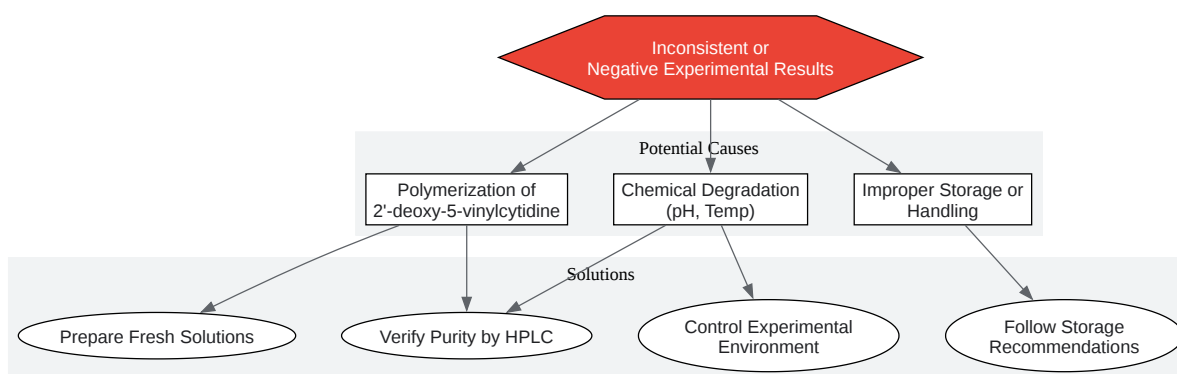 Inconsistent or
Negative Experimental Results
Potential Causes
Polymerization of
2'-deoxy-5-vinylcytidine
Chemical Degradation
(pH, Temp)
Improper Storage or
Handling
Solutions
Prepare Fresh Solutions
Verify Purity by HPLC
Control Experimental
Environment
Follow Storage
Recommendations